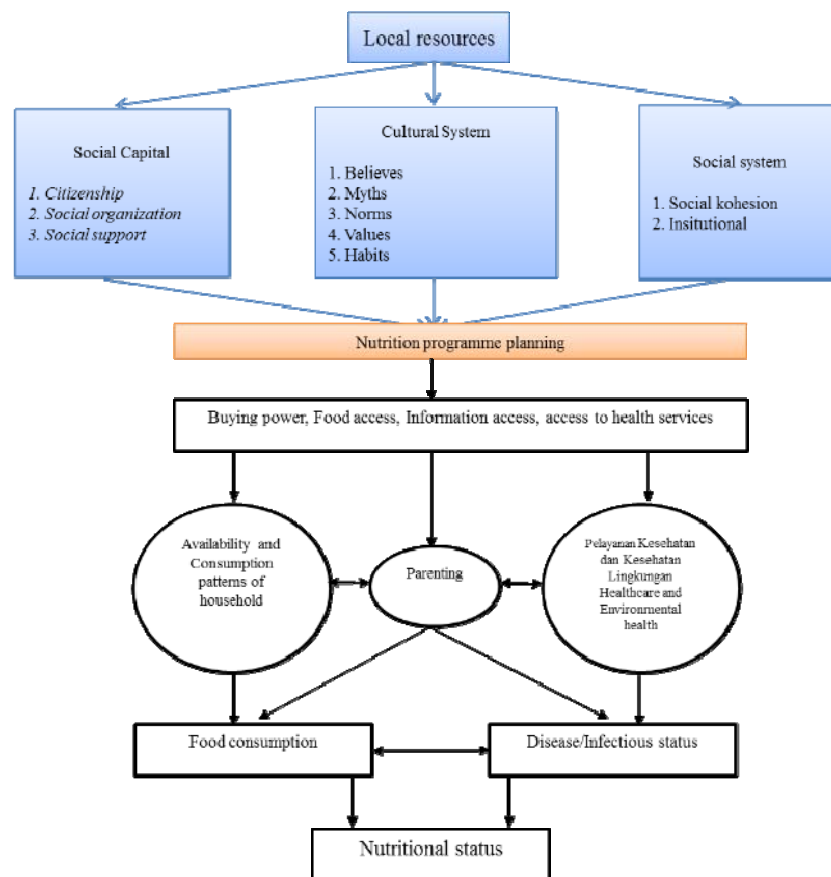 Local resources
Social Capital
1. Citizenship
2. Social organization
3. Social support
Cultural System
1. Believes
2. Myths
3. Norms
4. Values
5. Habits
Social system
1. Social kohesion
2. Insitutional
Nutrition programme planning
Buying power, Food access, Information access, access to health services
Availability and
Consumption
patterns of
household
Parenting
Pelayanan Kesehatan
dan Kesehatan
Lingkungan
Healthcare and
Environmental
health
Food consumption
Disease/Infectious status
Nutritional status